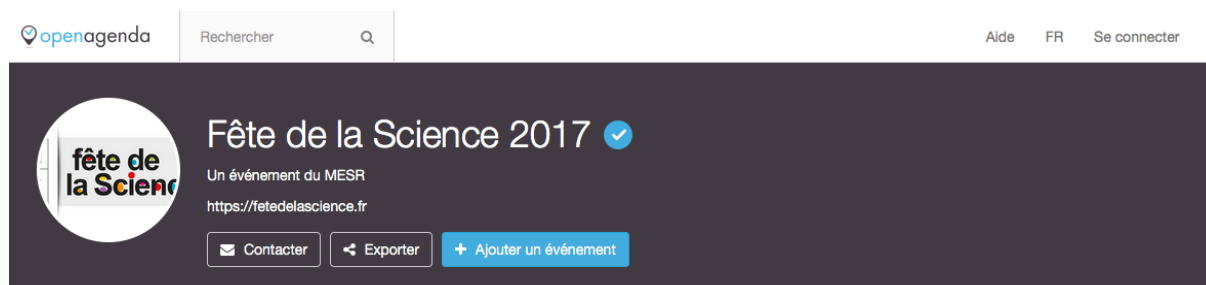 openagenda
Rechercher
Aide FR Se connecter
fête de
la Scien
Fête de la Science 2017
Un événement du MESR
https://fetedelascience.fr
Contacter Exporter + Ajouter un événement